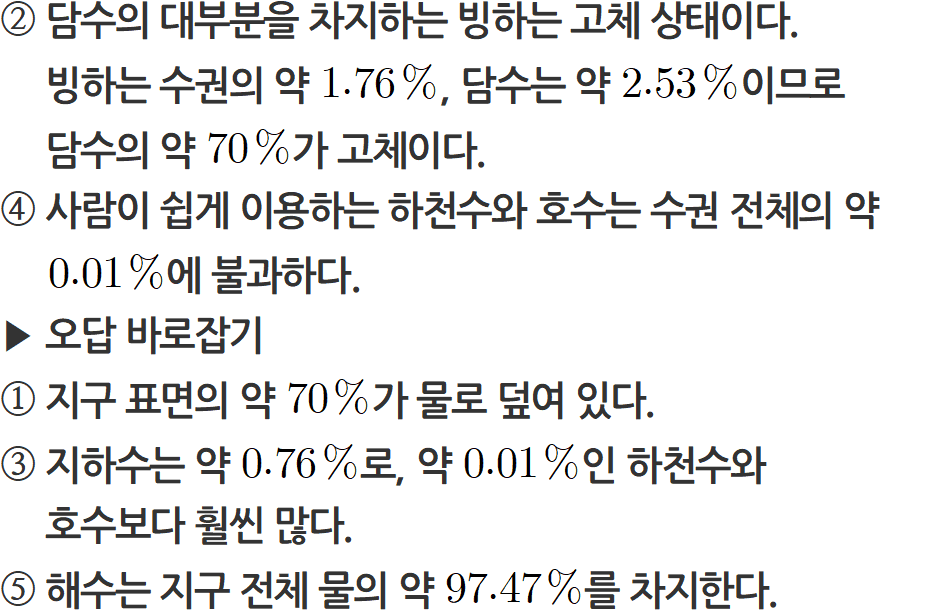 ② 담수의 대부분을 차지하는 빙하는 고체 상태이다.
빙하는 수권의 약 1.76%, 담수는 약 2.53%이므로
담수의 약 70%가 고체이다.
④ 사람이 쉽게 이용하는 하천수와 호수는 수권 전체의 약
0.01%에 불과하다.
▶ 오답 바로잡기
① 지구 표면의 약 70%가 물로 덮여 있다.
③ 지하수는 약 0.76%로, 약 0.01%인 하천수와
호수보다 훨씬 많다.
⑤ 해수는 지구 전체 물의 약 97.47%를 차지한다.